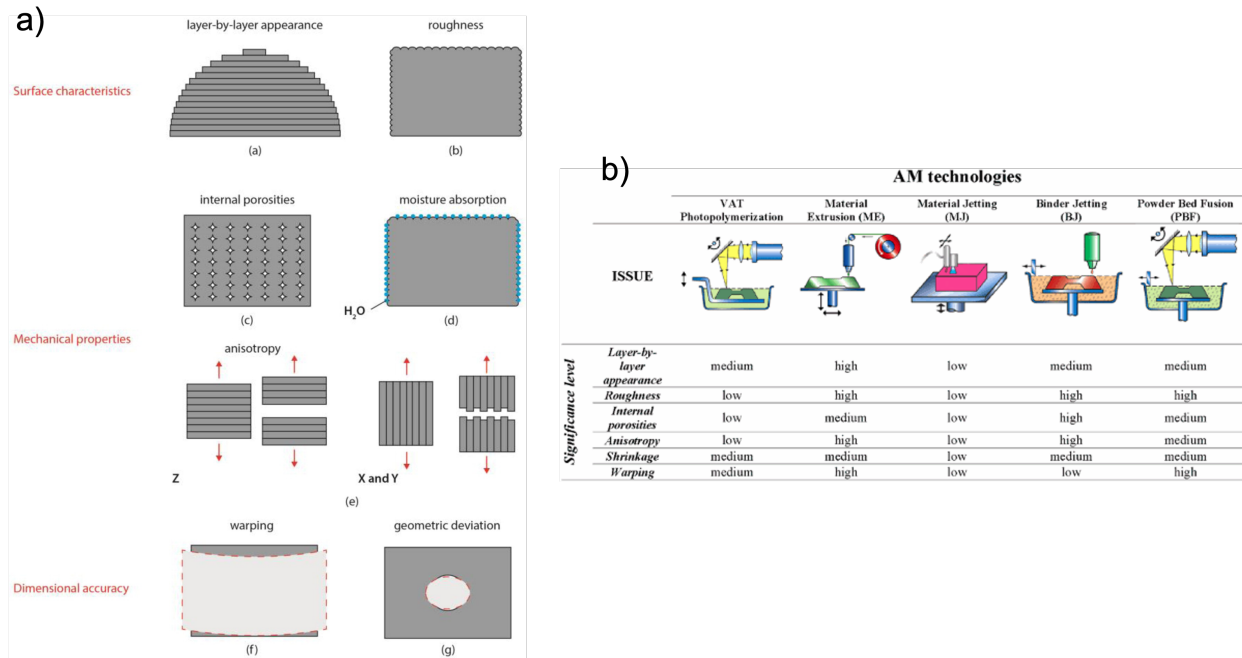 a)
layer-by-layer appearance
roughness
Surface characteristics
(a)
(b)
internal porosities
moisture absorption
H2O
(c)
(d)
Mechanical properties
anisotropy
Z
X and Y
(e)
warping
geometric deviation
Dimensional accuracy
(f)
(g)
b)
AM technologies
VAT
Photopolymerization
Material
Extrusion (ME)
Material Jetting
(MJ)
Binder Jetting
(BJ)
Powder Bed Fusion
(PBF)
ISSUE
Significance level
Layer-by-
layer
appearance
medium
high
low
medium
medium
Roughness
low
high
low
high
high
Internal
porosities
low
medium
low
high
medium
Anisotropy
low
high
low
high
medium
Shrinkage
medium
medium
low
medium
medium
Warping
medium
high
low
low
high